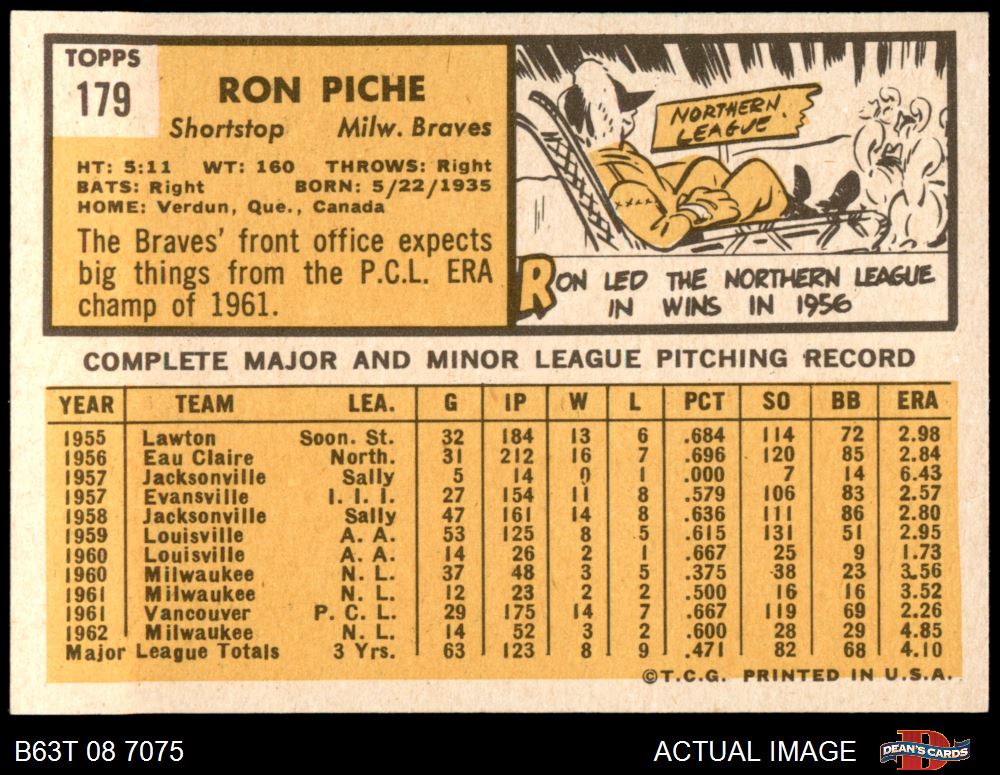 TOPPS
179
RON PICHE
Shortstop Milw. Braves
HT: 5:11 WT: 160 THROWS: Right
BATS: Right BORN: 5/22/1935
HOME: Verdun, Que., Canada
The Braves' front office expects
big things from the P.C.L. ERA
champ of 1961.
NORTHERN
LEAGUE
RON LED THE NORTHERN LEAGUE
IN WINS IN 1956
COMPLETE MAJOR AND MINOR LEAGUE PITCHING RECORD
YEAR TEAM LEA. G IP W L PCT SO BB ERA
1955 Lawton Soon. St. 32 184 13 6 .684 114 72 2.98
1956 Eau Claire North. 31 212 16 7 .696 120 85 2.84
1957 Jacksonville Sally 5 14 0 1 .000 7 14 6.43
1957 Evansville I. I. I. 27 154 11 8 .579 106 83 2.57
1958 Jacksonville Sally 47 161 14 8 .636 111 86 2.80
1959 Louisville A. A. 53 125 8 5 .615 131 51 2.95
1960 Louisville A. A. 14 26 2 1 .667 25 9 1.73
1960 Milwaukee N. L. 37 48 3 5 .375 38 23 3.56
1961 Milwaukee N. L. 12 23 2 2 .500 16 16 3.52
1961 Vancouver P. C. L. 29 175 14 7 .667 119 69 2.26
1962 Milwaukee N. L. 14 52 3 2 .600 28 29 4.85
Major League Totals 3 Yrs. 63 123 8 9 .471 82 68 4.10
©T.C.G. PRINTED IN U.S.A.
B63T 08 7075 ACTUAL IMAGE
D
DEAN'S CARDS